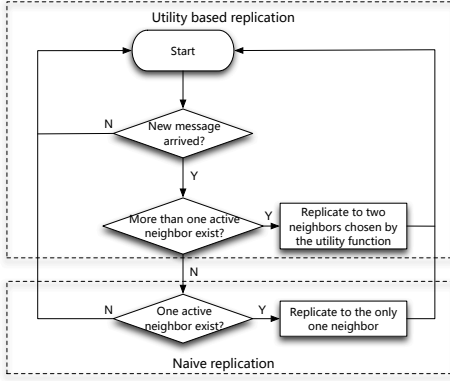 Utility based replication
Start
N
New message
arrived?
Y
More than one active
neighbor exist?
Y
Replicate to two
neighbors chosen by
the utility function
N
N
One active
neighbor exist?
Y
Replicate to the only
one neighbor
Naive replication